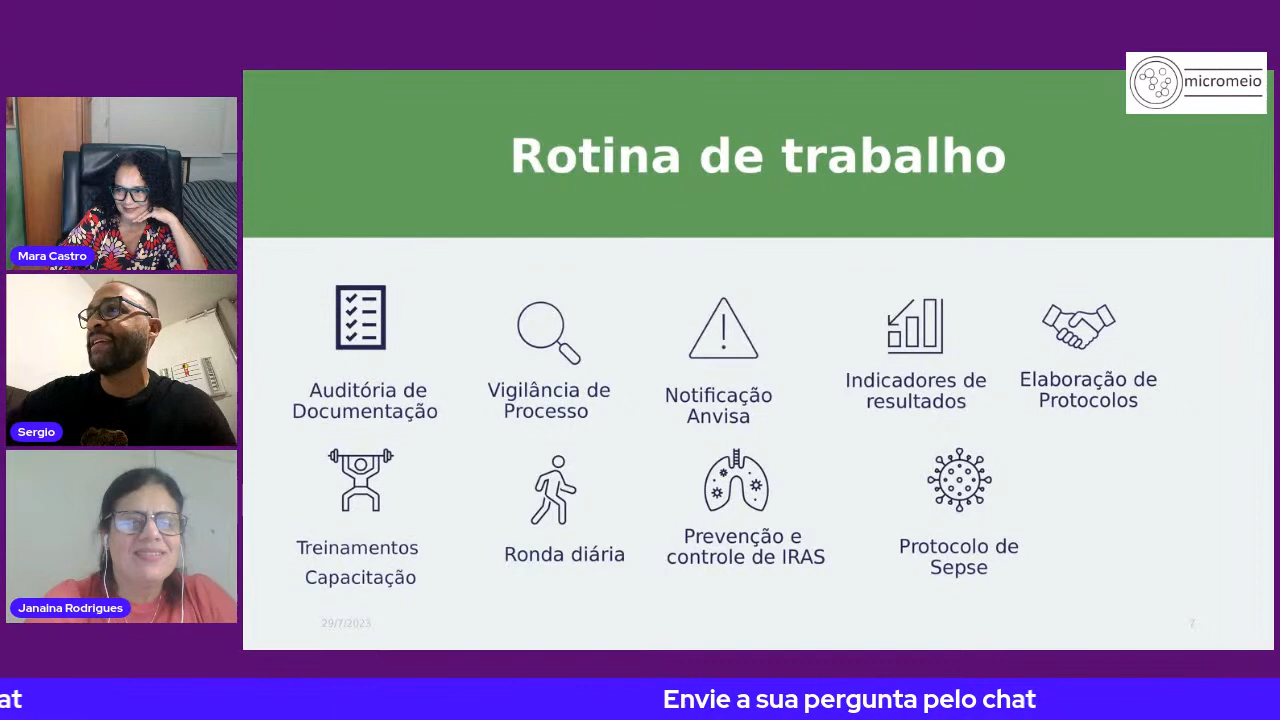 micromeio
Rotina de trabalho
Mara Castro
Sergio
Janaina Rodrigues
Auditória de
Documentação
Vigilância de
Processo
Notificação
Anvisa
Indicadores de
resultados
Elaboração de
Protocolos
Treinamentos
Capacitação
Ronda diária
Prevenção e
controle de IRAS
Protocolo de
Sepse
29/7/2023
7
at
Envie a sua pergunta pelo chat